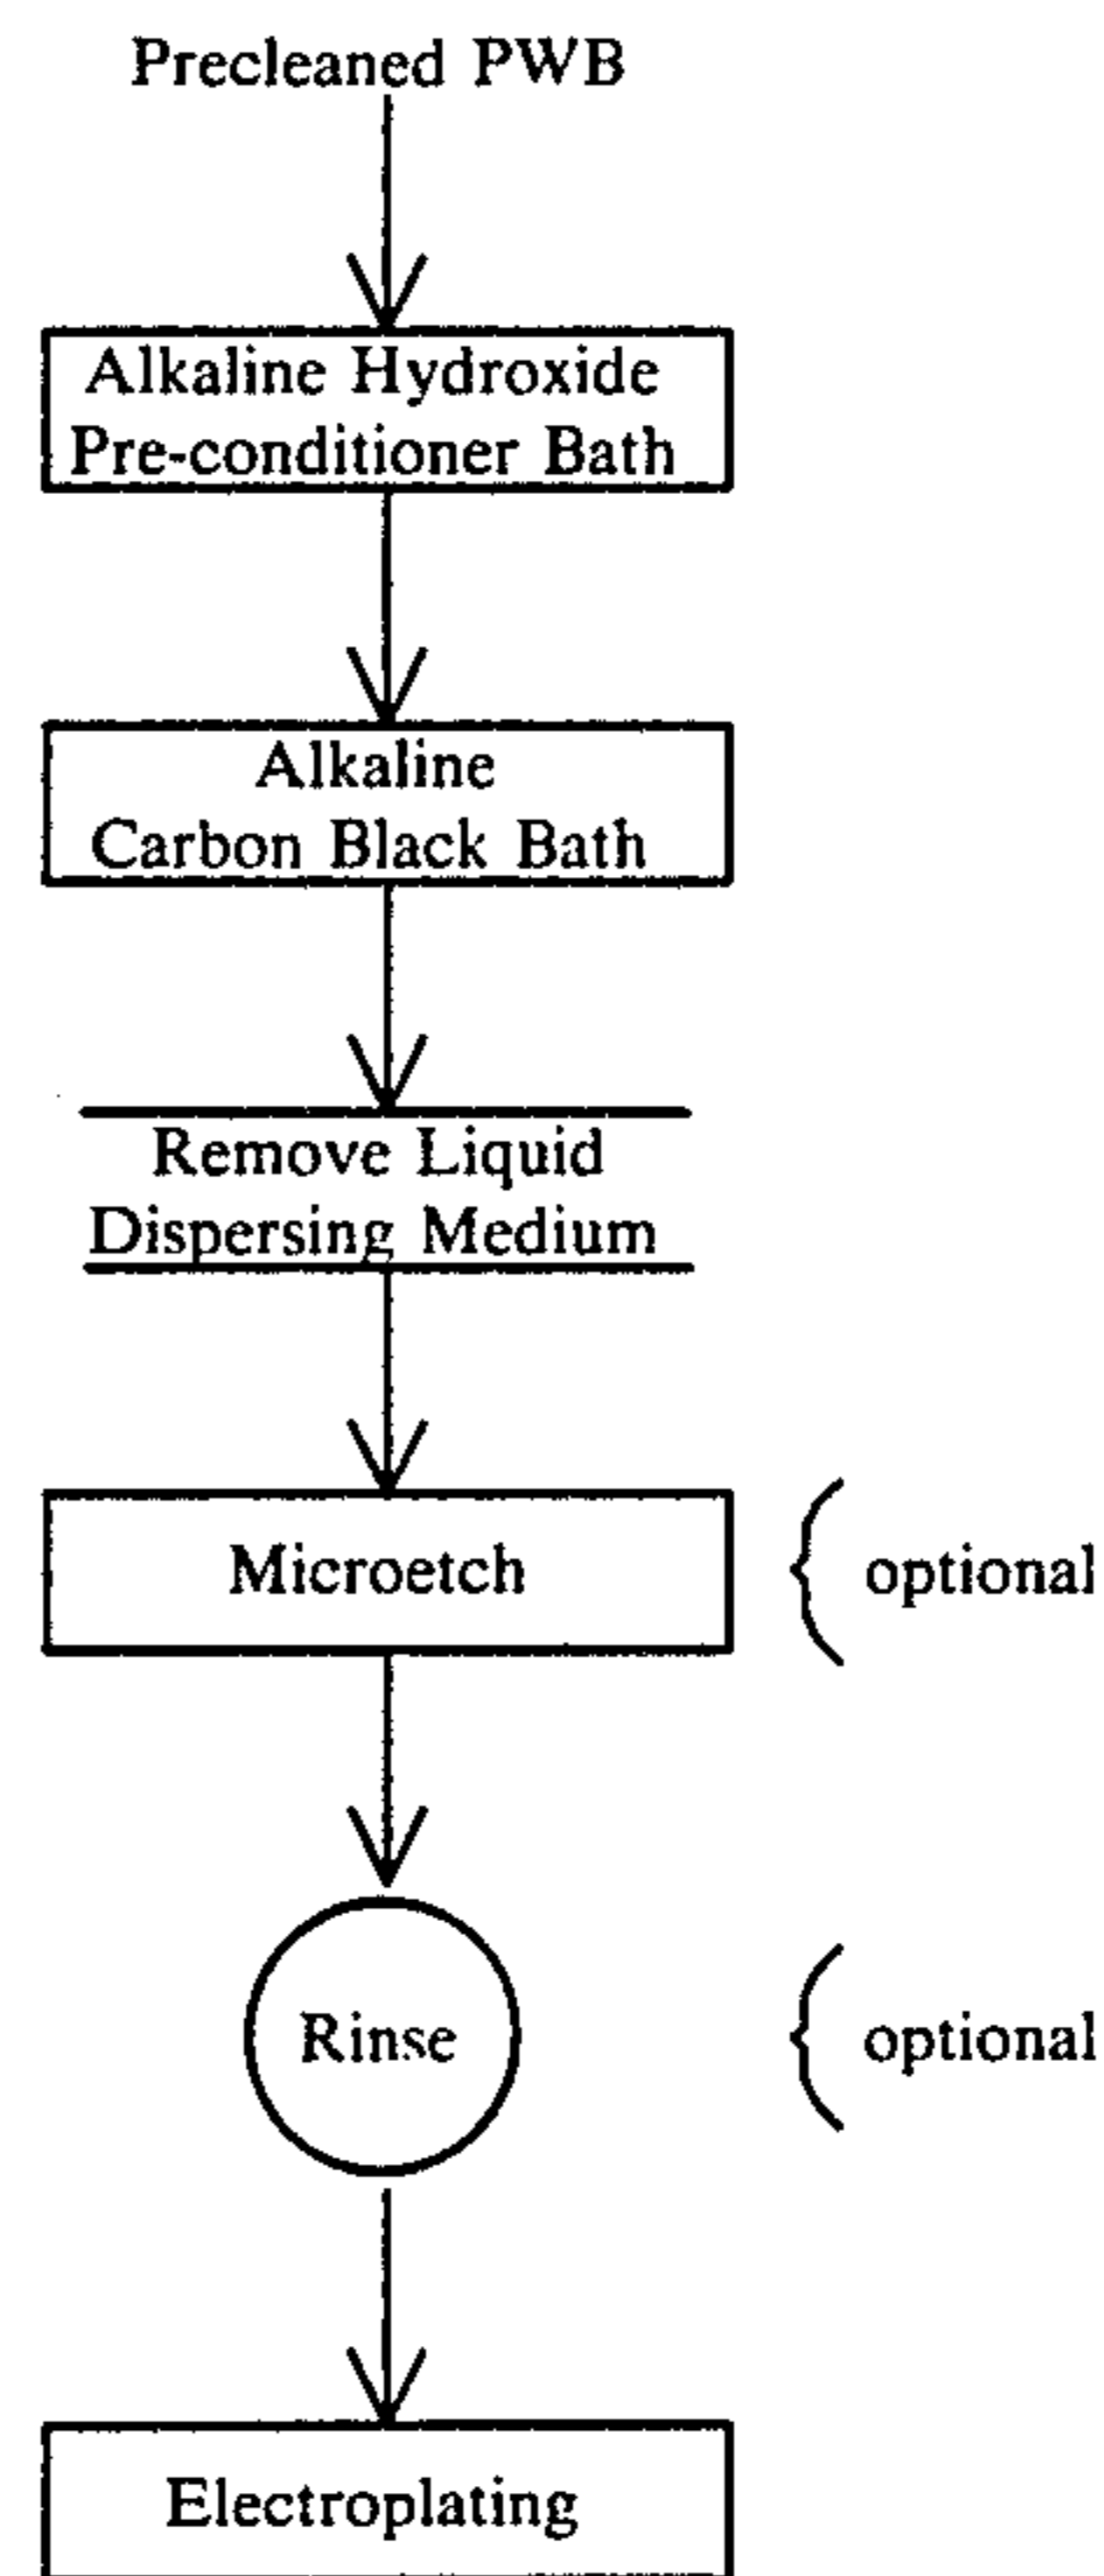 Precleaned PWB
Alkaline Hydroxide
Pre-conditioner Bath
Alkaline
Carbon Black Bath
Remove Liquid
Dispersing Medium
Microetch
optional
Rinse
optional
Electroplating